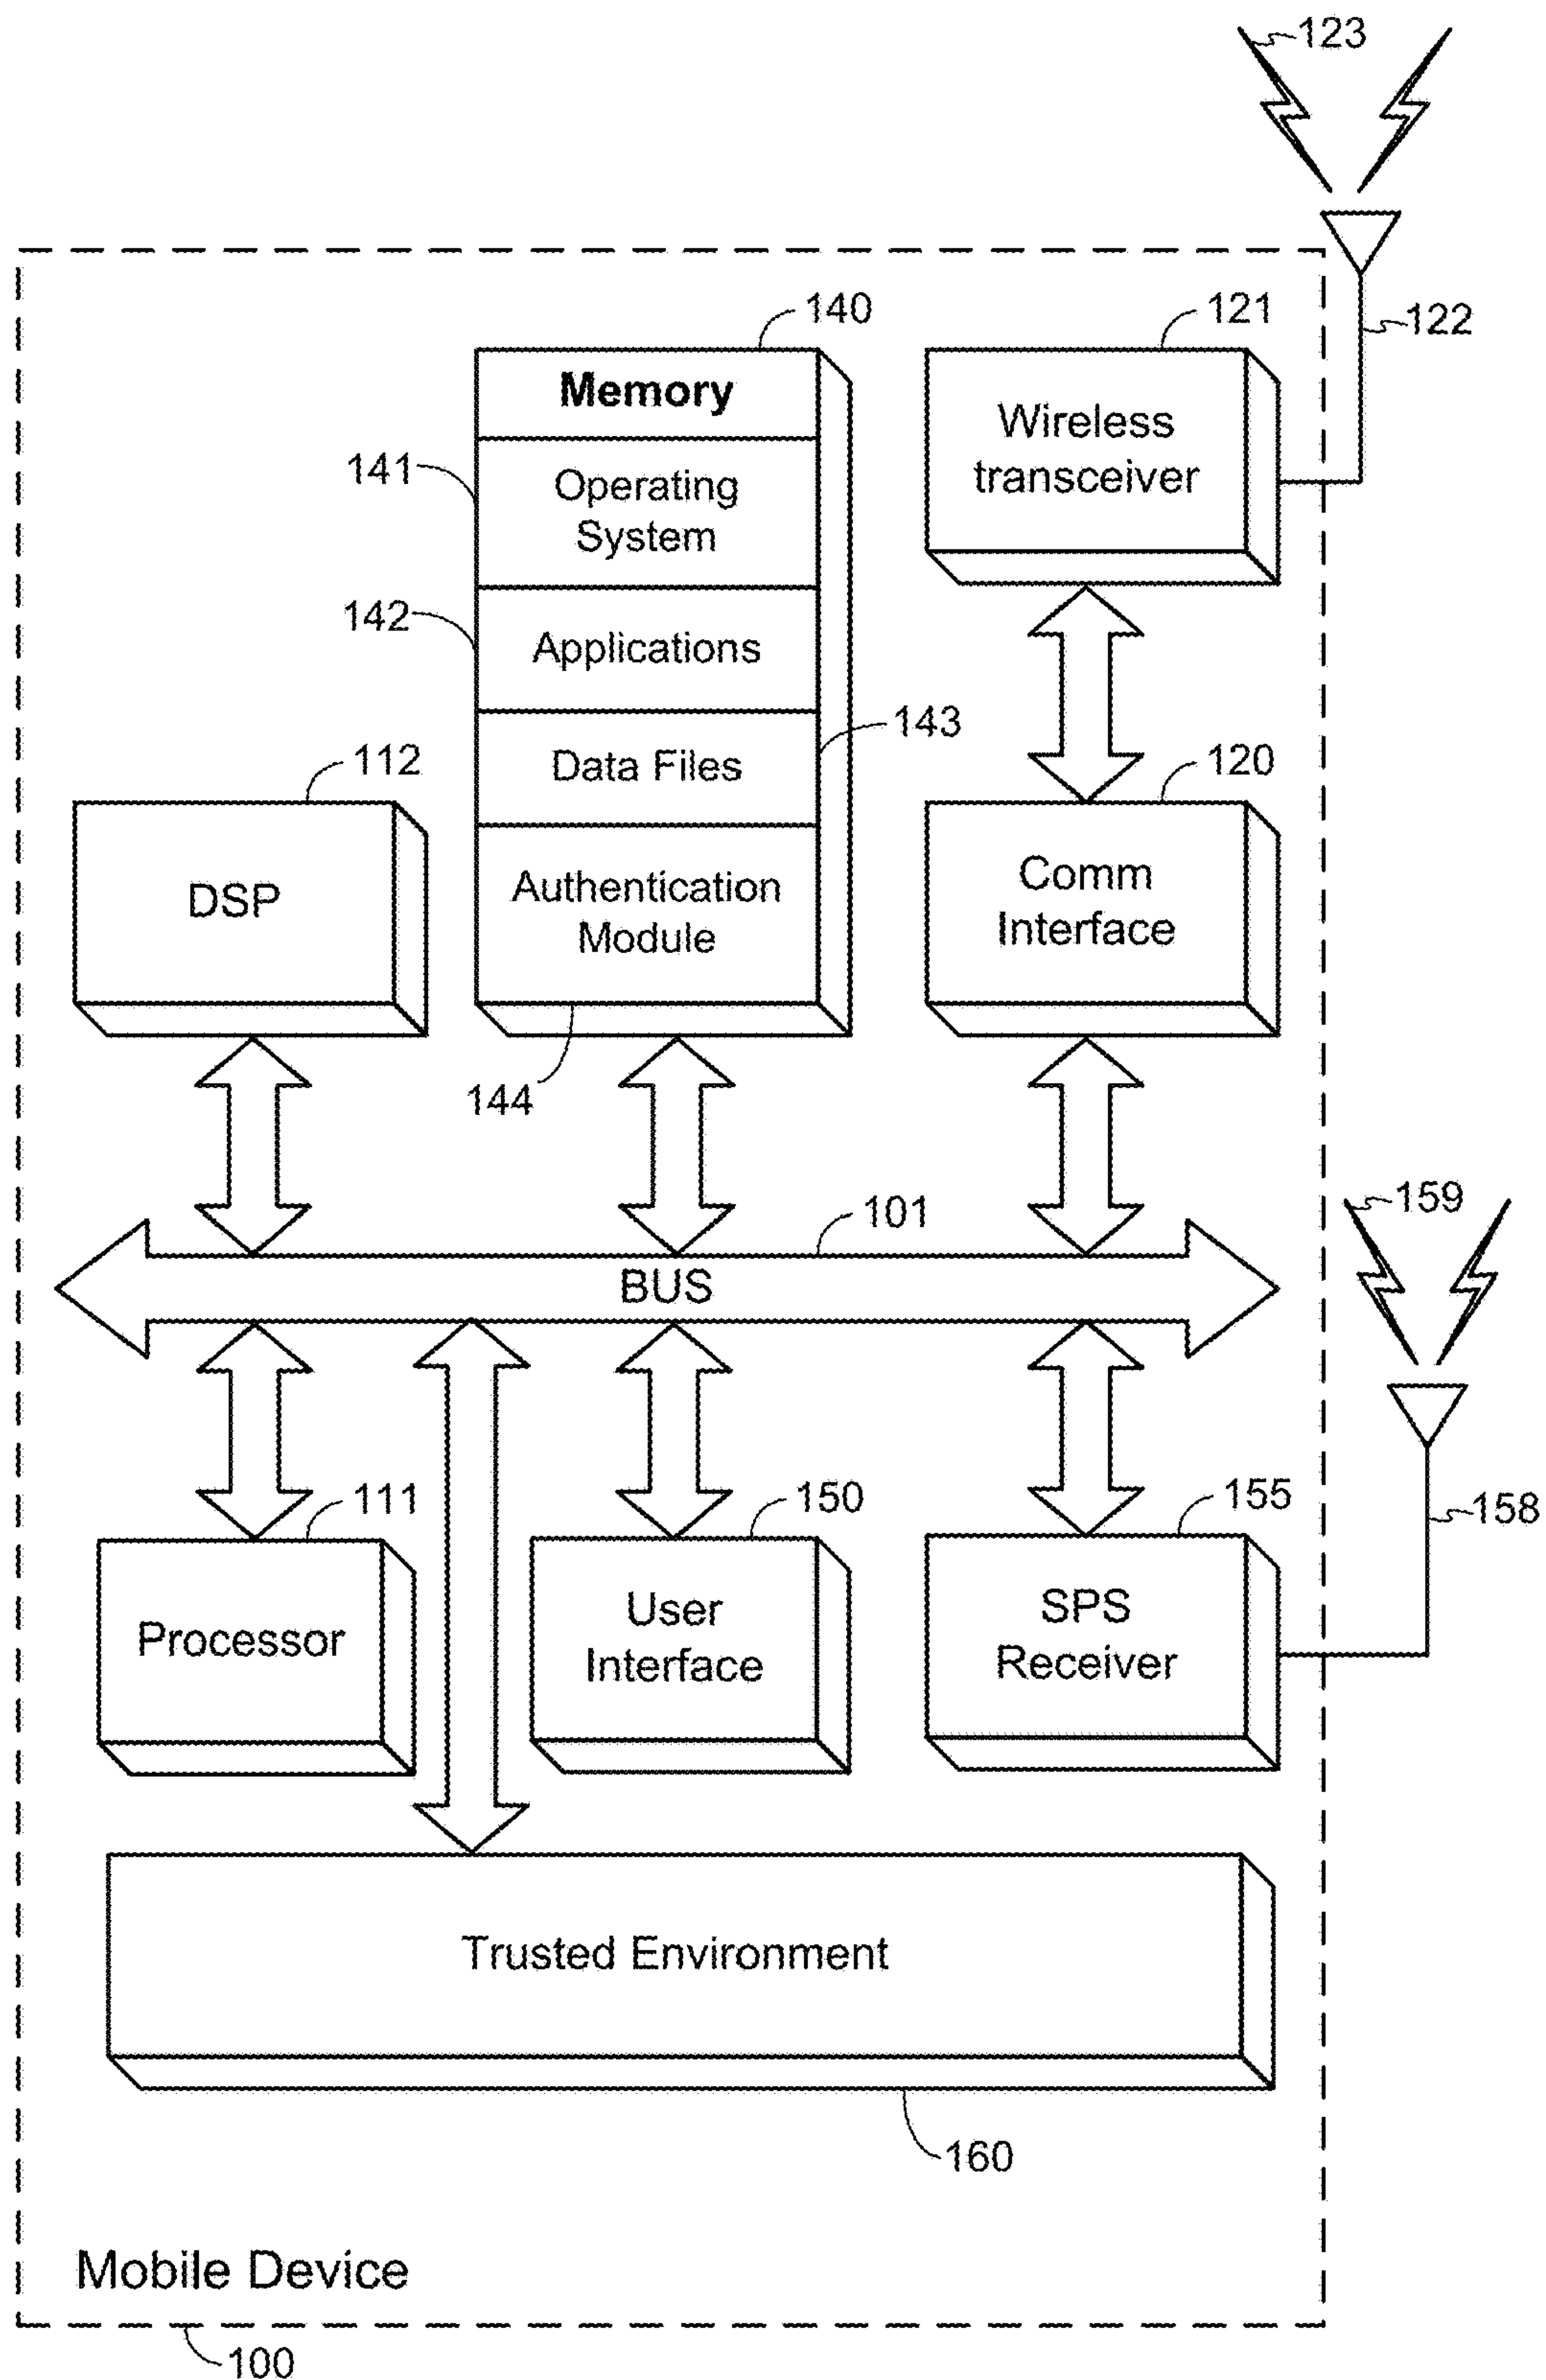 123
122
140
121
Memory
Wireless
transceiver
141
Operating
System
142
Applications
143
Data Files
112
120
DSP
Authentication
Module
Comm
Interface
144
101
BUS
159
111
150
155
158
Processor
User
Interface
SPS
Receiver
Trusted Environment
160
Mobile Device
100